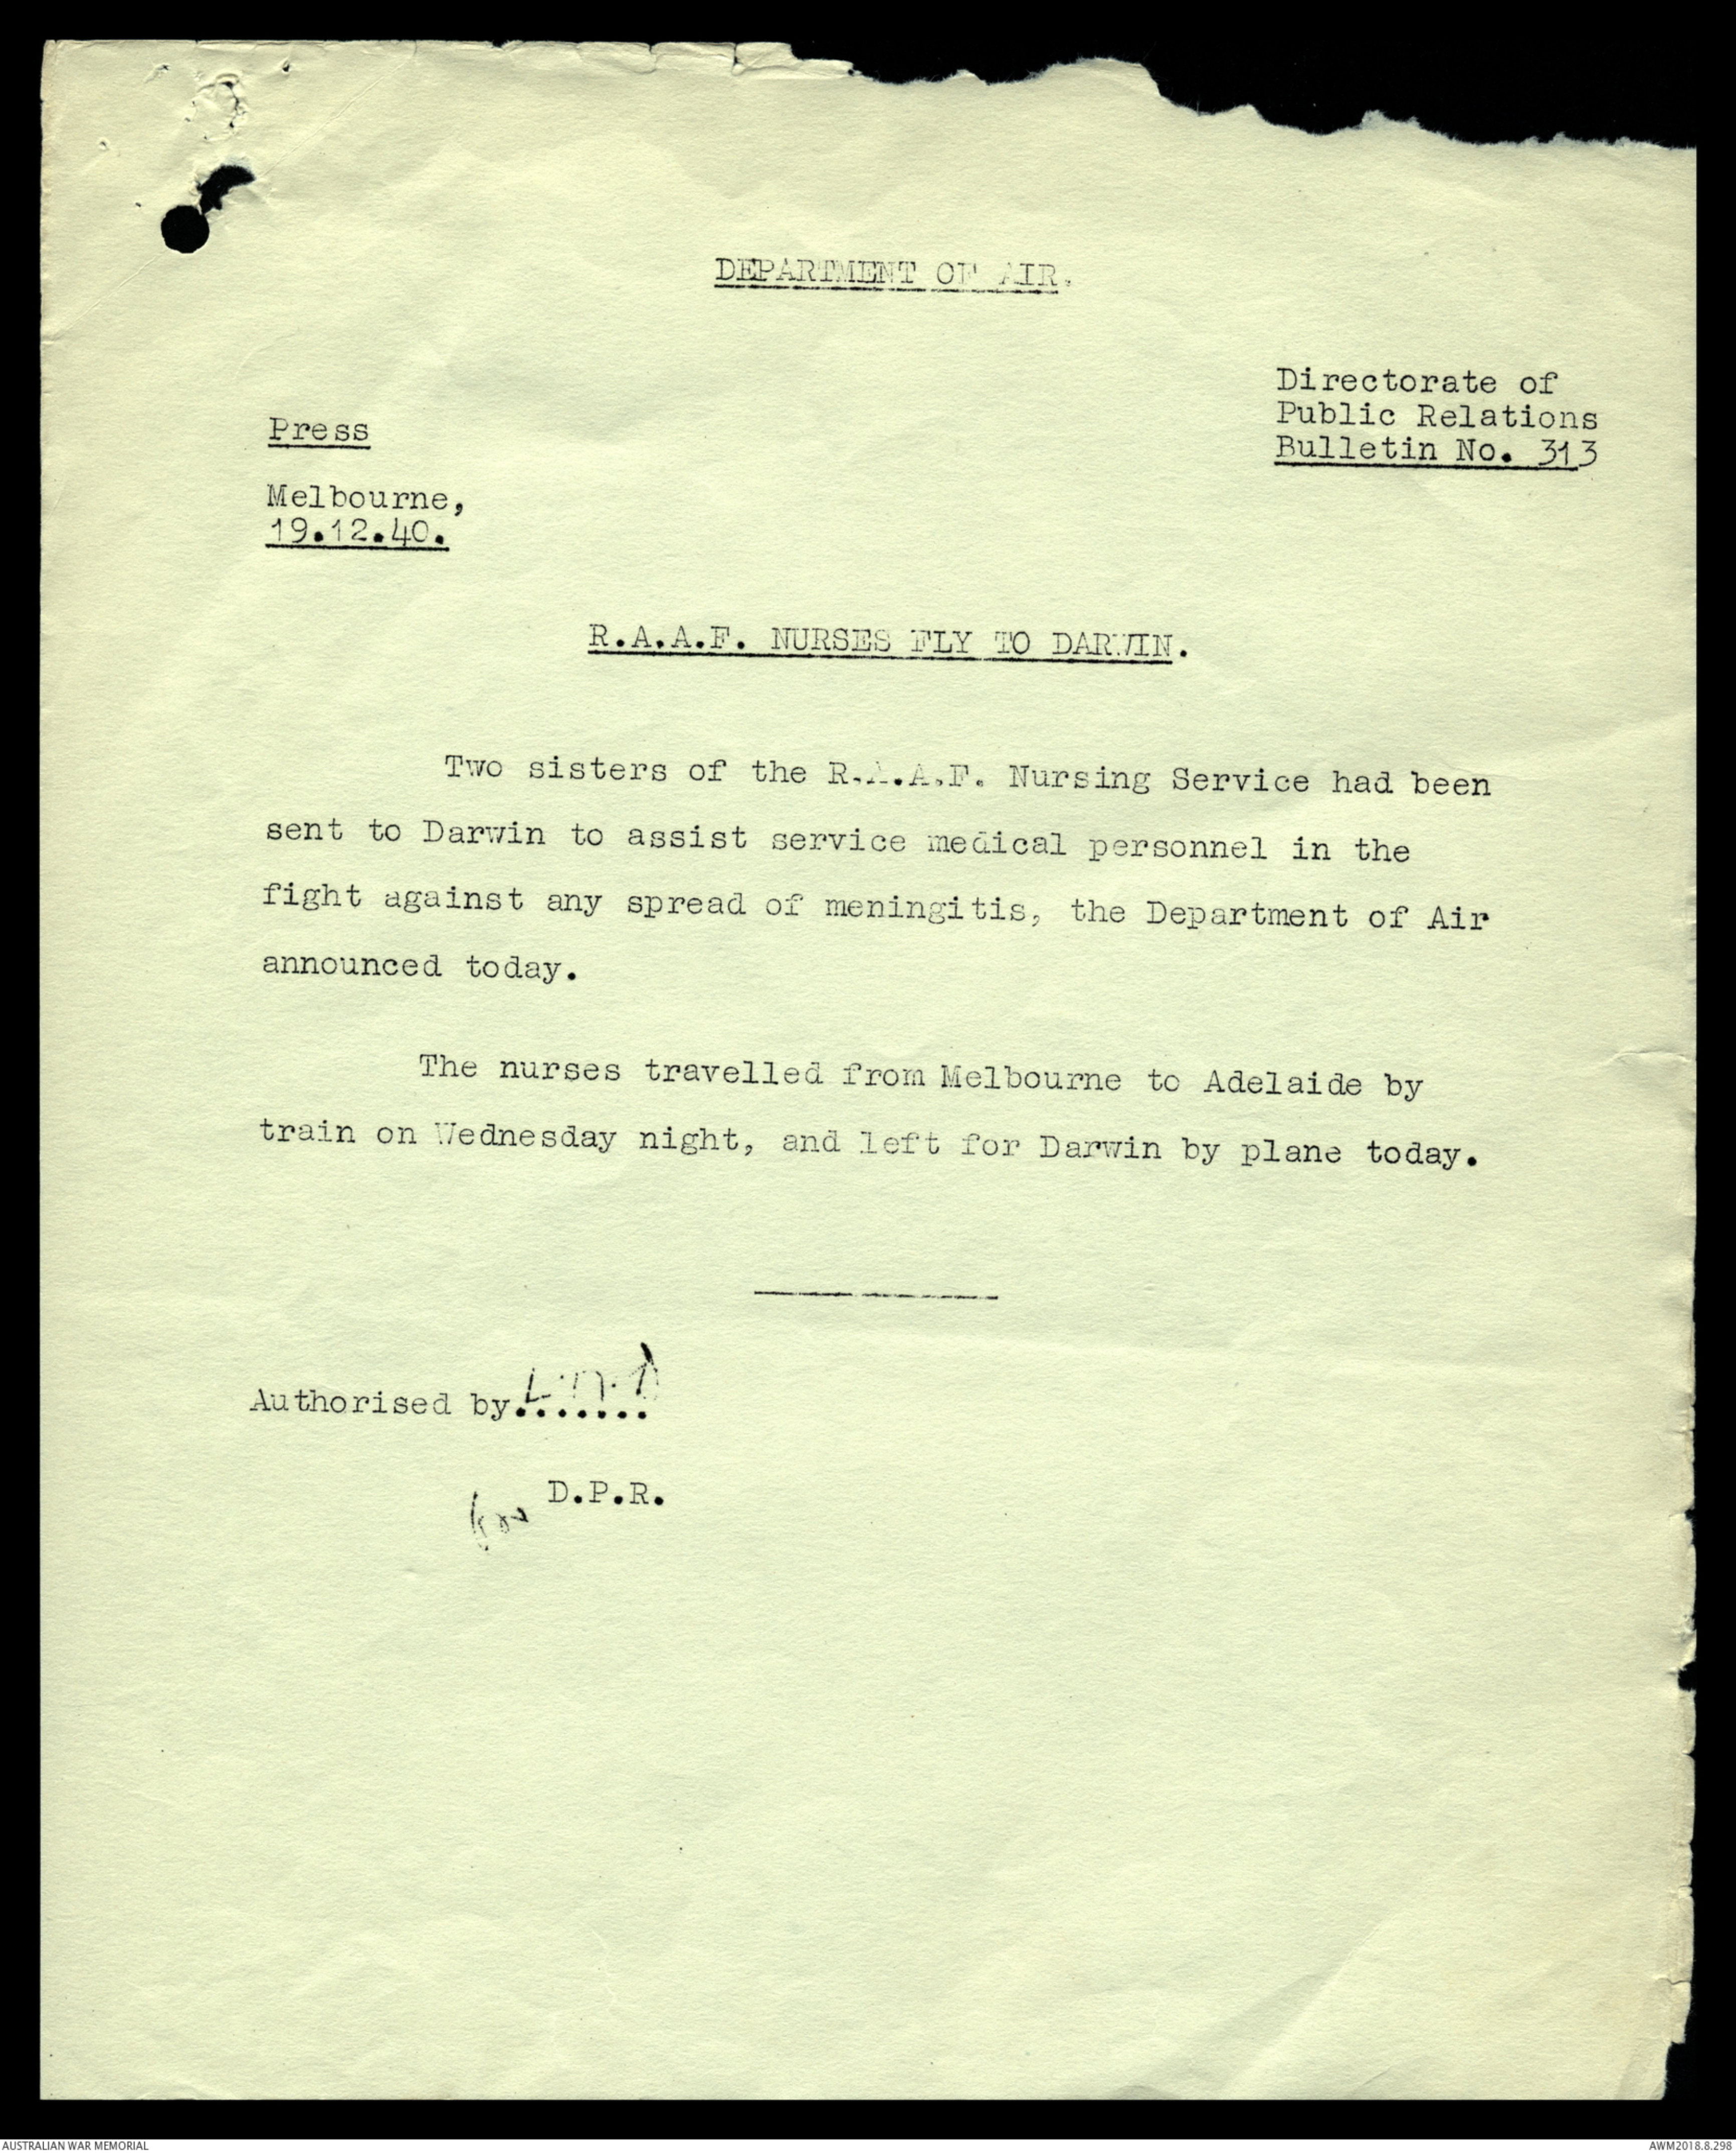 DEPARTMENT OF AIR.
Directorate of
Public Relations
Bulletin No. 313
Press
Melbourne,
19.12.40.
R.A.A.F. NURSES FLY TO DARWIN.
Two sisters of the R.A.A.F. Nursing Service had been
sent to Darwin to assist service medical personnel in the
fight against any spread of meningitis, the Department of Air
announced today.
The nurses travelled from Melbourne to Adelaide by
train on Wednesday night, and left for Darwin by plane today.
Authorised by.......
for D.P.R.
AUSTRALIAN WAR MEMORIAL
AWM2018.8.298